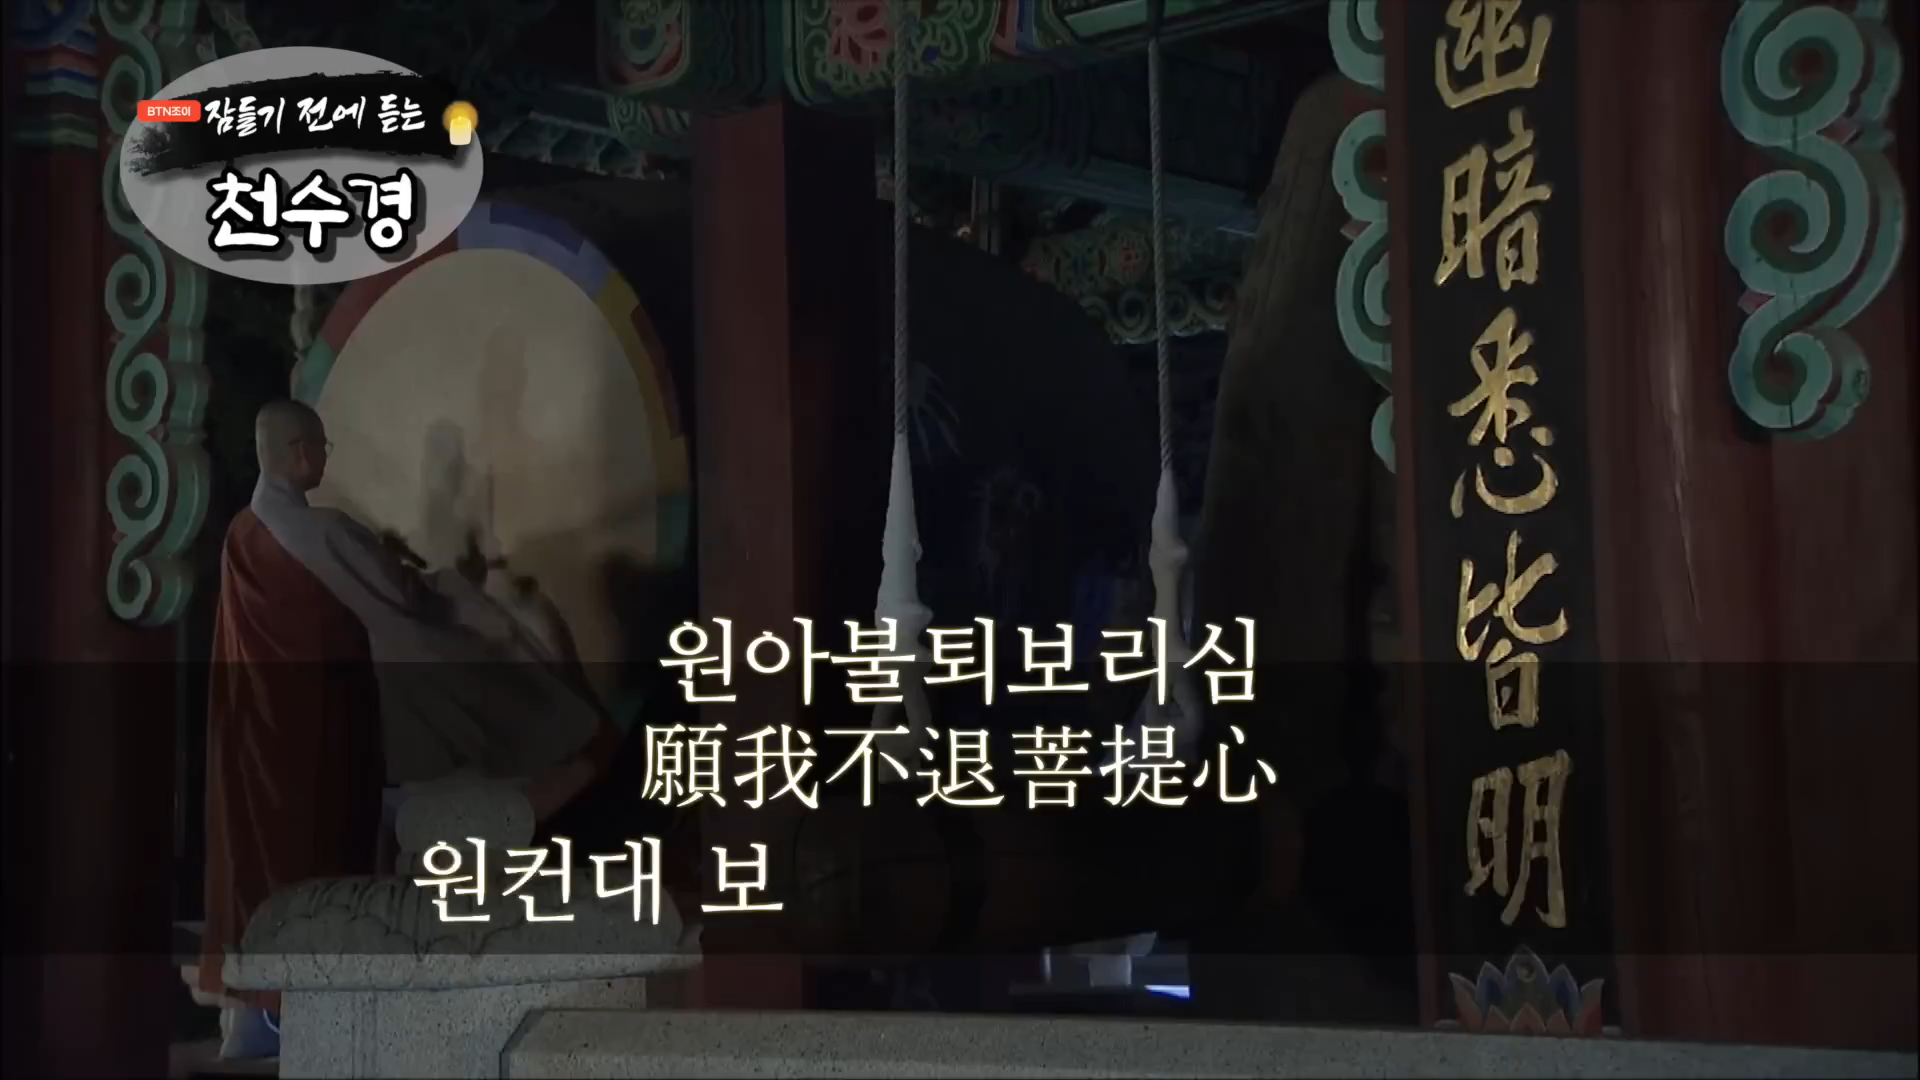 BTN조이 잠들기 전에 듣는
천수경
원아불퇴보리심
願我不退菩提心
원컨대 보
幽暗悉皆明